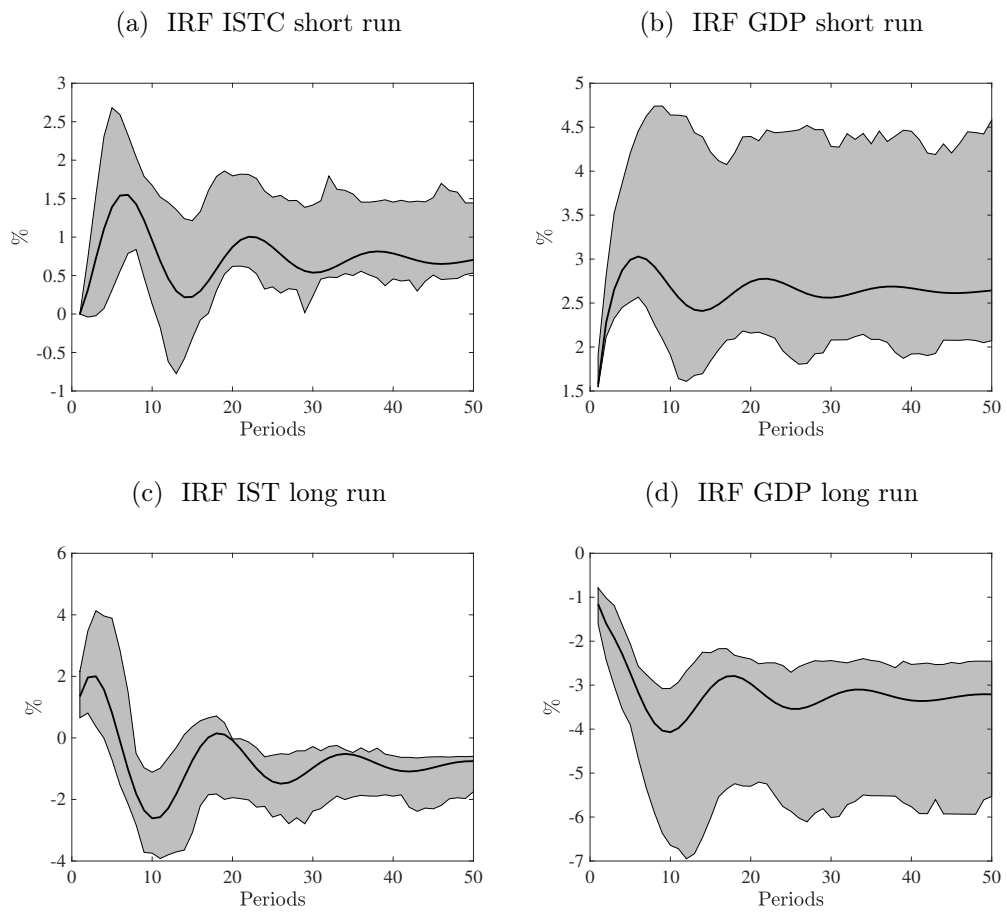 (a) IRF ISTC short run
(b) IRF GDP short run
3
2.5
2
1.5
1
0.5
0
-0.5
-1
%
0 10 20 30 40 50
Periods
5
4.5
4
3.5
3
2.5
2
1.5
%
0 10 20 30 40 50
Periods
(c) IRF IST long run
(d) IRF GDP long run
6
4
2
0
-2
-4
%
0 10 20 30 40 50
Periods
0
-1
-2
-3
-4
-5
-6
-7
%
0 10 20 30 40 50
Periods